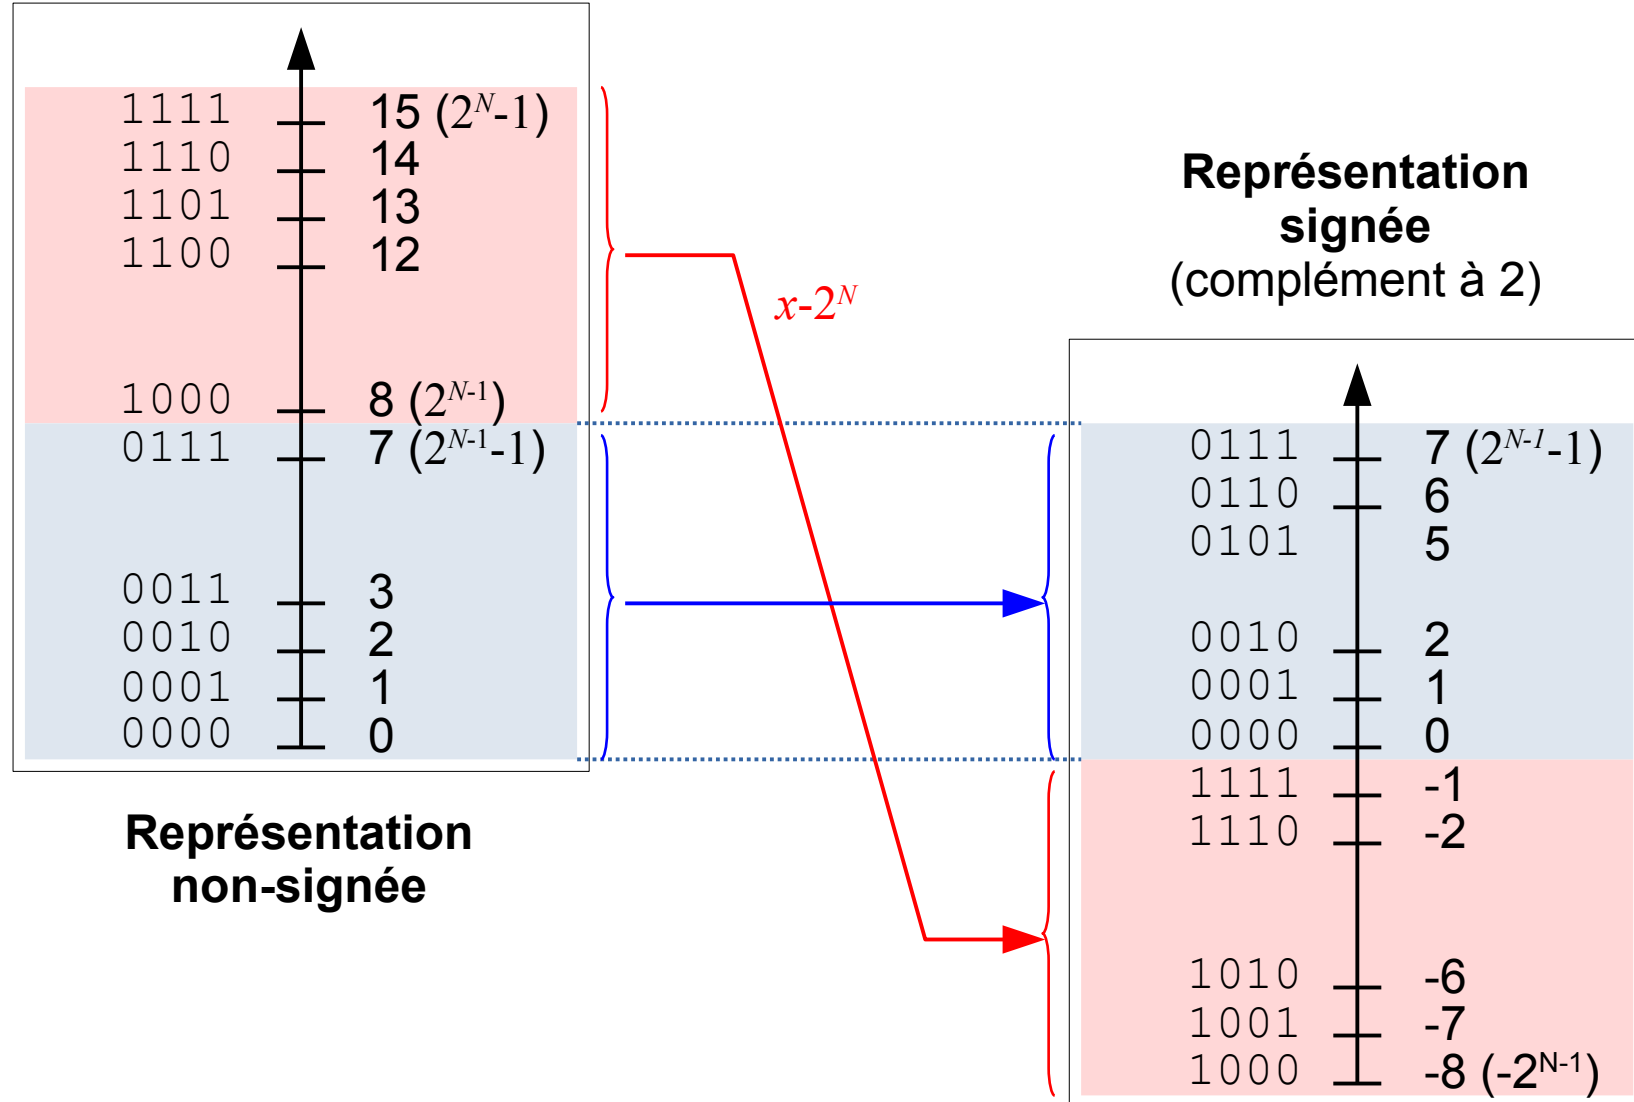 1111 15 (2^N-1)
1110 14
1101 13
1100 12
1000 8 (2^N-1)
0111 7 (2^N-1-1)
0011 3
0010 2
0001 1
0000 0
Représentation
non-signée
x-2^N
Représentation
signée
(complément à 2)
0111 7 (2^N-1-1)
0110 6
0101 5
0010 2
0001 1
0000 0
1111 -1
1110 -2
1010 -6
1001 -7
1000 -8 (-2^N-1)